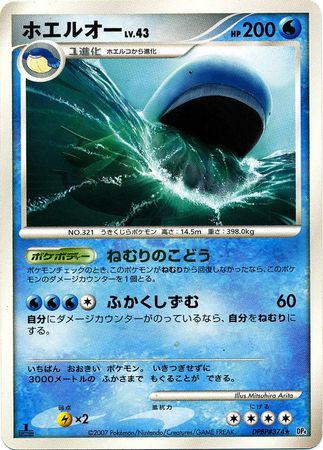 ホエルオー LV.43 HP 200
1進化 ホエルコから進化
NO.321 うきくじらポケモン 高さ:14.5m 重さ:398.0kg
ポケボディー ねむりのこどう
ポケモンチェックのとき、このポケモンがねむりから回復しなかったなら、このポケモンのダメージカウンターを1個とる。
ふかくしずむ 60
自分にダメージカウンターがのっているなら、自分をねむりにする。
いちばん おおきい ポケモン。 いきつぎせずに
3000メートルの ふかさまで もぐることが できるぞ。
Illus. Mitsuhiro Arita
弱点 ×2 抵抗力 にげる
1
©2007 Pokémon/Nintendo/Creatures/GAME FREAK. DPBP#374★ DP4